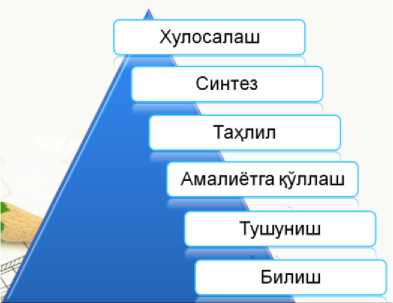 Хулосалаш
Синтез
Таҳлил
Амалиётга қўллаш
Тушуниш
Билиш